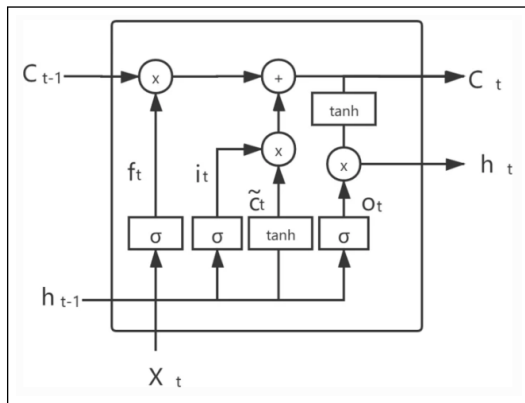 C t-1 x + C t
tanh
f t i t x x h t
c̃ t o t
σ σ tanh σ
h t-1
X t